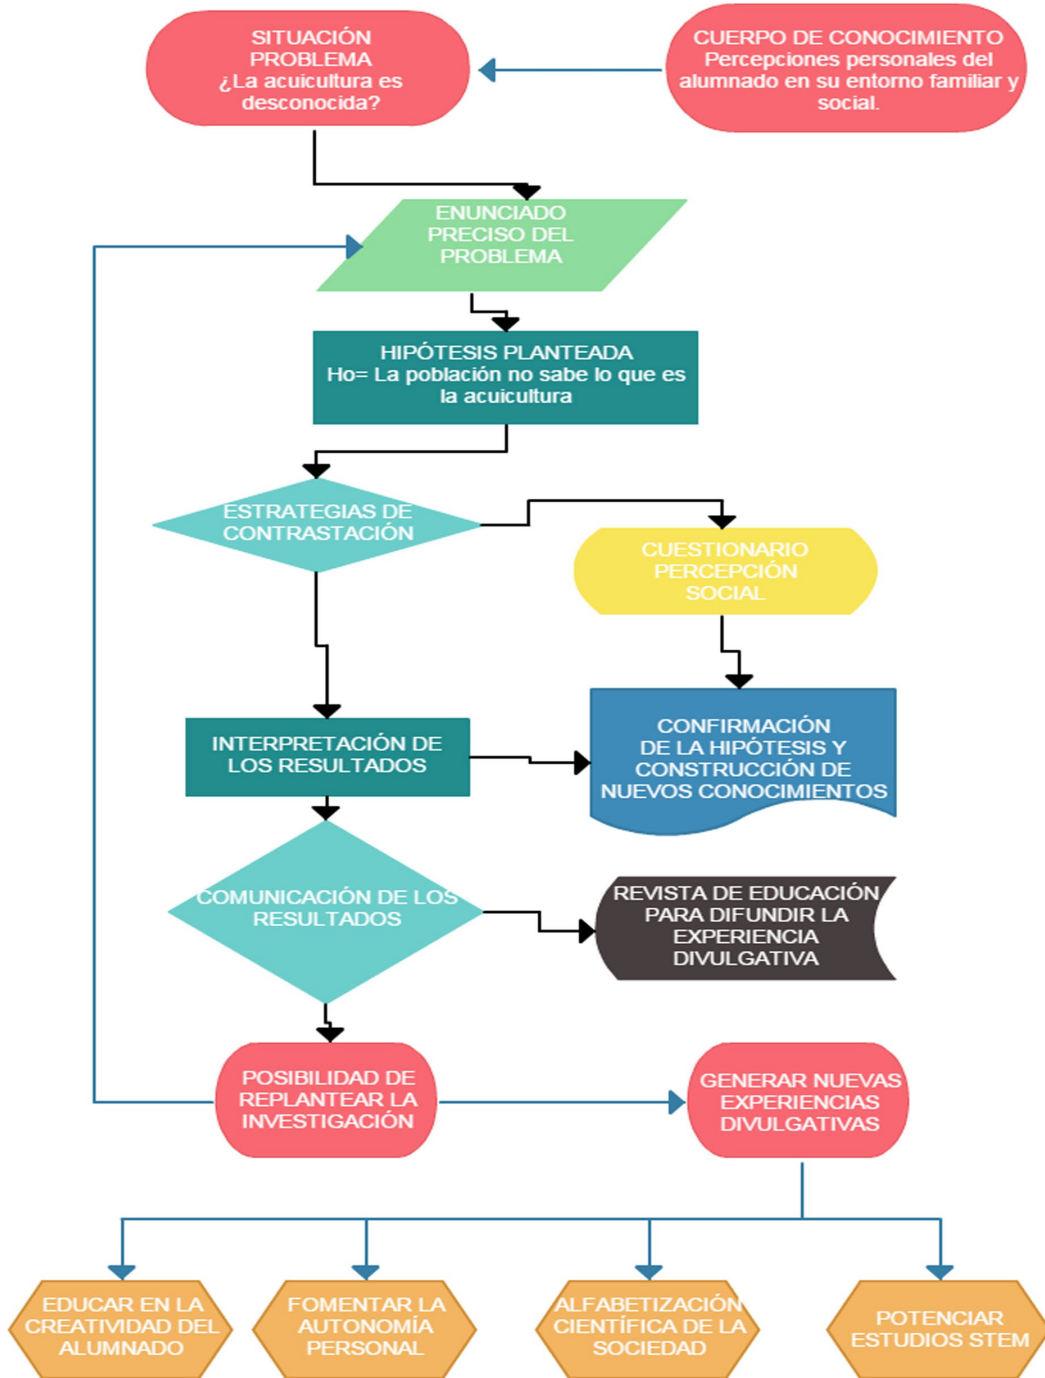 SITUACIÓN
PROBLEMA
¿La acuicultura es
desconocida?
CUERPO DE CONOCIMIENTO
Percepciones personales del
alumnado en su entorno familiar y
social.
ENUNCIADO
PRECISO DEL
PROBLEMA
HIPÓTESIS PLANTEADA
Ho= La población no sabe lo que es
la acuicultura
ESTRATEGIAS DE
CONTRASTACIÓN
CUESTIONARIO
PERCEPCIÓN
SOCIAL
INTERPRETACIÓN DE
LOS RESULTADOS
CONFIRMACIÓN
DE LA HIPÓTESIS Y
CONSTRUCCIÓN DE
NUEVOS CONOCIMIENTOS
COMUNICACIÓN DE LOS
RESULTADOS
REVISTA DE EDUCACIÓN
PARA DIFUNDIR LA
EXPERIENCIA
DIVULGATIVA
POSIBILIDAD DE
REPLANTEAR LA
INVESTIGACIÓN
GENERAR NUEVAS
EXPERIENCIAS
DIVULGATIVAS
EDUCAR EN LA
CREATIVIDAD DEL
ALUMNADO
FOMENTAR LA
AUTONOMÍA
PERSONAL
ALFABETIZACIÓN
CIENTÍFICA DE LA
SOCIEDAD
POTENCIAR
ESTUDIOS STEM